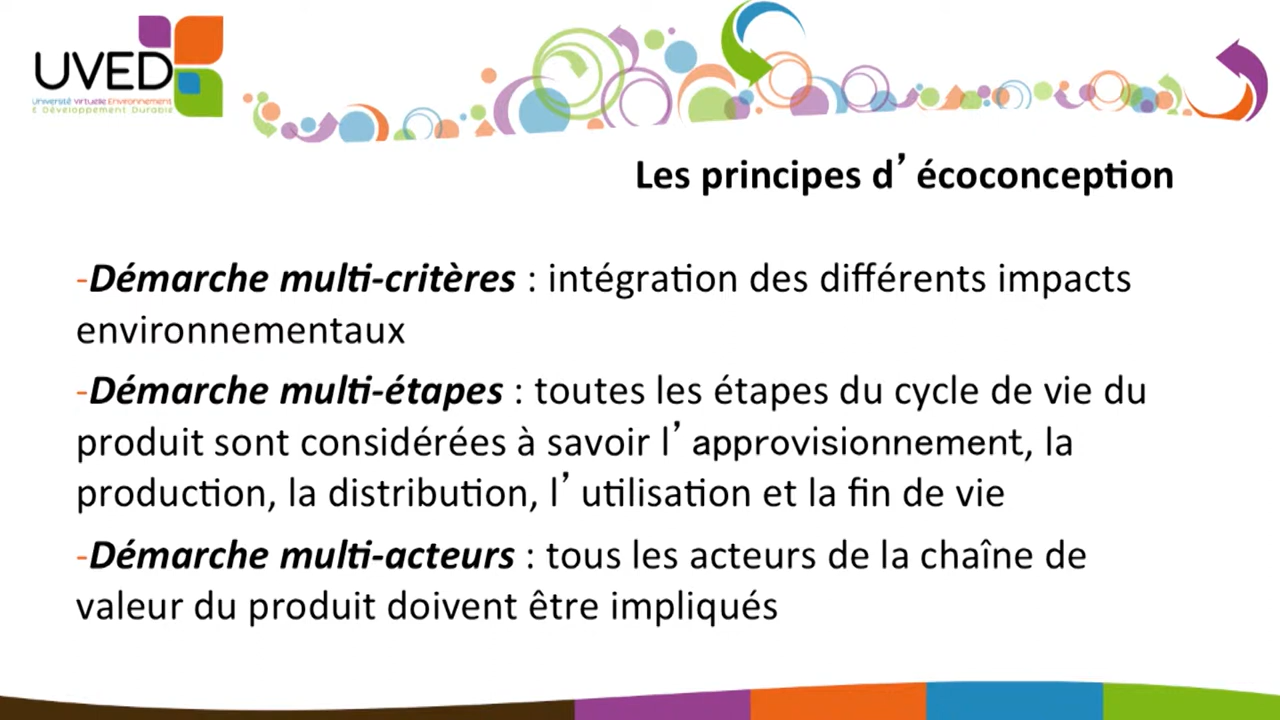 UVED
Université Virtuelle Environnement
& Développement Durable
Les principes d’écoconception
-Démarche multi-critères : intégration des différents impacts
environnementaux
-Démarche multi-étapes : toutes les étapes du cycle de vie du
produit sont considérées à savoir l’approvisionnement, la
production, la distribution, l’utilisation et la fin de vie
-Démarche multi-acteurs : tous les acteurs de la chaîne de
valeur du produit doivent être impliqués